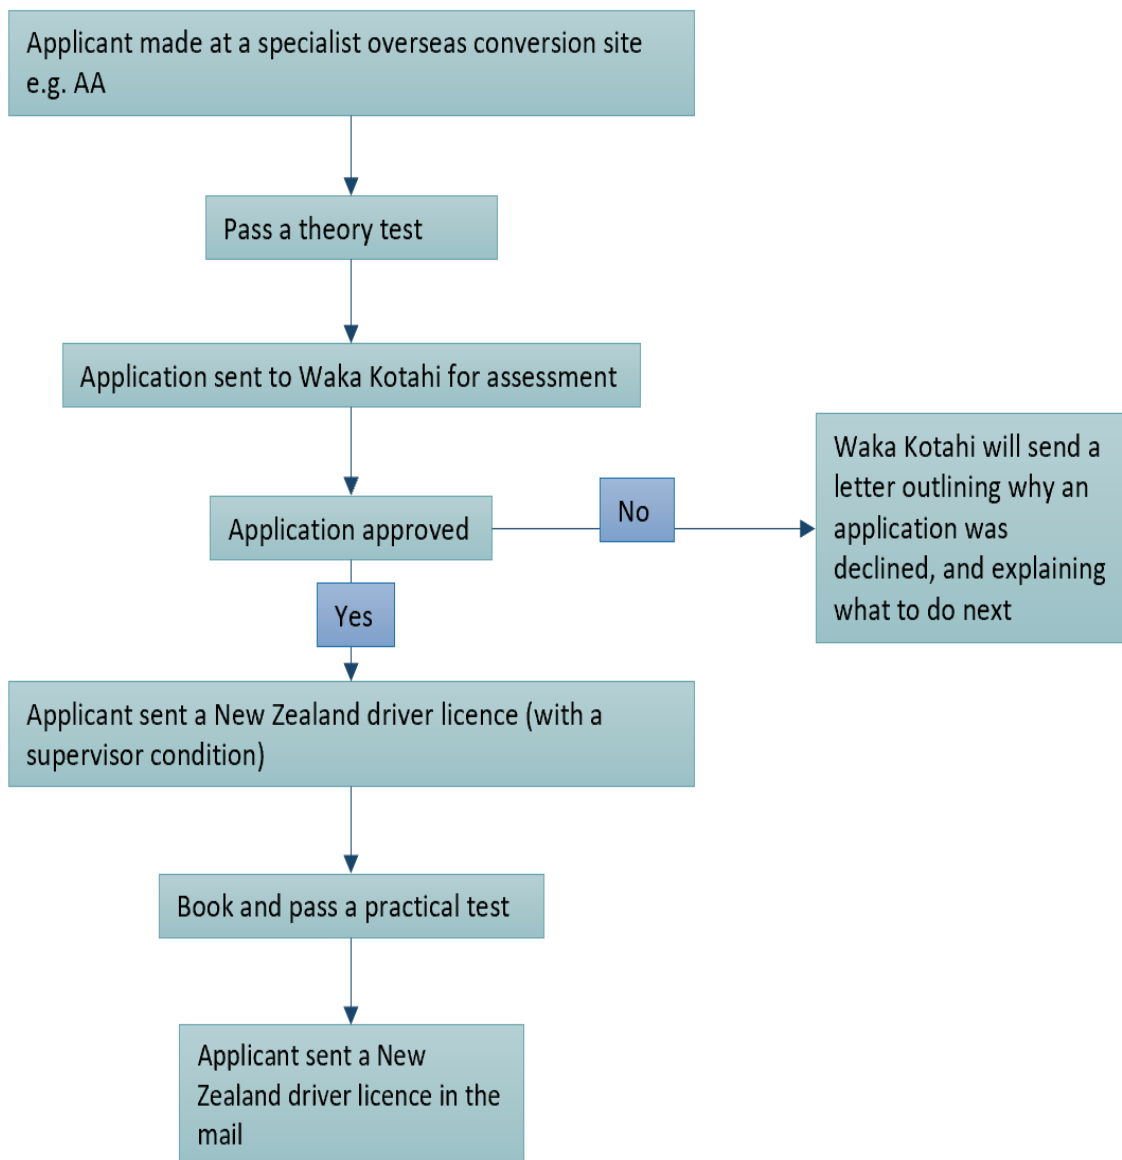 Applicant made at a specialist overseas conversion site
e.g. AA
Pass a theory test
Application sent to Waka Kotahi for assessment
Application approved
No
Waka Kotahi will send a
letter outlining why an
application was
declined, and explaining
what to do next
Yes
Applicant sent a New Zealand driver licence (with a
supervisor condition)
Book and pass a practical test
Applicant sent a New
Zealand driver licence in the
mail